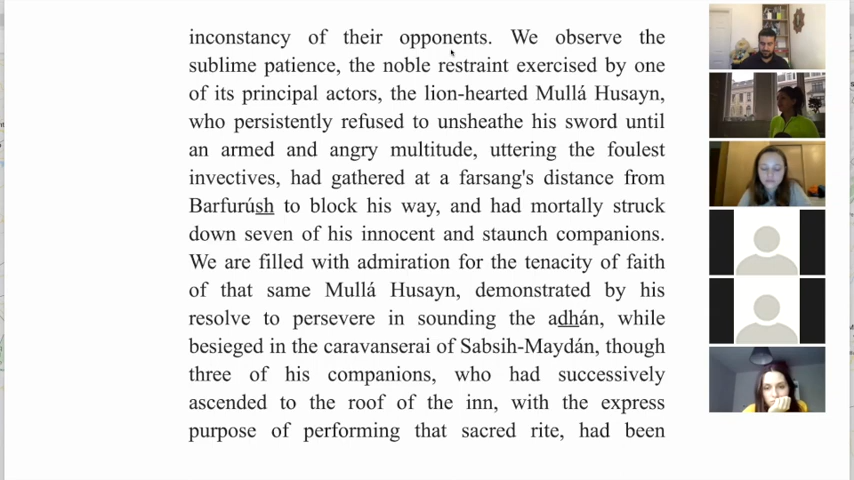 inconstancy of their opponents. We observe the
sublime patience, the noble restraint exercised by one
of its principal actors, the lion-hearted Mullá Husayn,
who persistently refused to unsheathe his sword until
an armed and angry multitude, uttering the foulest
invectives, had gathered at a farsang's distance from
Barfurúsh to block his way, and had mortally struck
down seven of his innocent and staunch companions.
We are filled with admiration for the tenacity of faith
of that same Mullá Husayn, demonstrated by his
resolve to persevere in sounding the adhán, while
besieged in the caravanserai of Sabsih-Maydán, though
three of his companions, who had successively
ascended to the roof of the inn, with the express
purpose of performing that sacred rite, had been